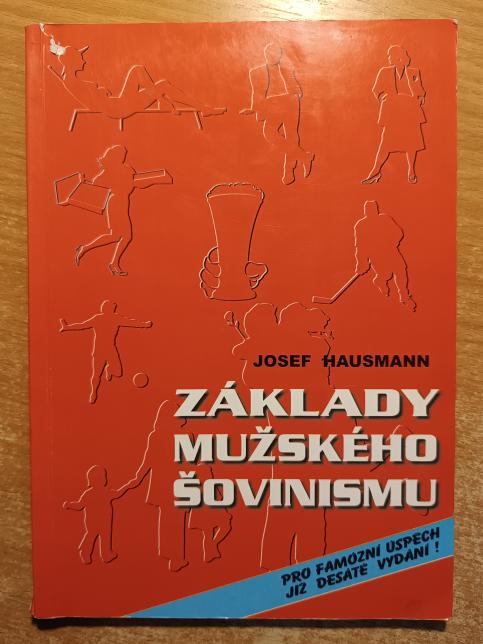 JOSEF HAUSMANN
ZÁKLADY
MUŽSKÉHO
ŠOVINISMU
PRO FAMÓZNÍ ÚSPĚCH
JIŽ DESÁTÉ VYDÁNÍ !